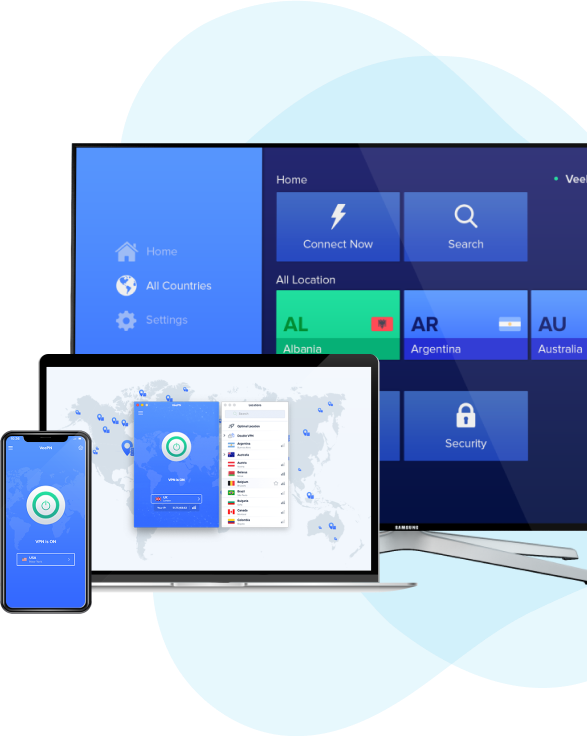 Home
Veel
Home
Connect Now
Search
All Countries
All Location
Settings
AL
AR
AU
Albania
Argentina
Australia
Security
SAMSUNG
VeePN
Locations
Search
Optimal Location
Double VPN
Argentina
Australia
Austria
Belarus
Belgium
Brazil
Bulgaria
Canada
Colombia
VPN is ON
UK
VeePN
VPN is ON
USA